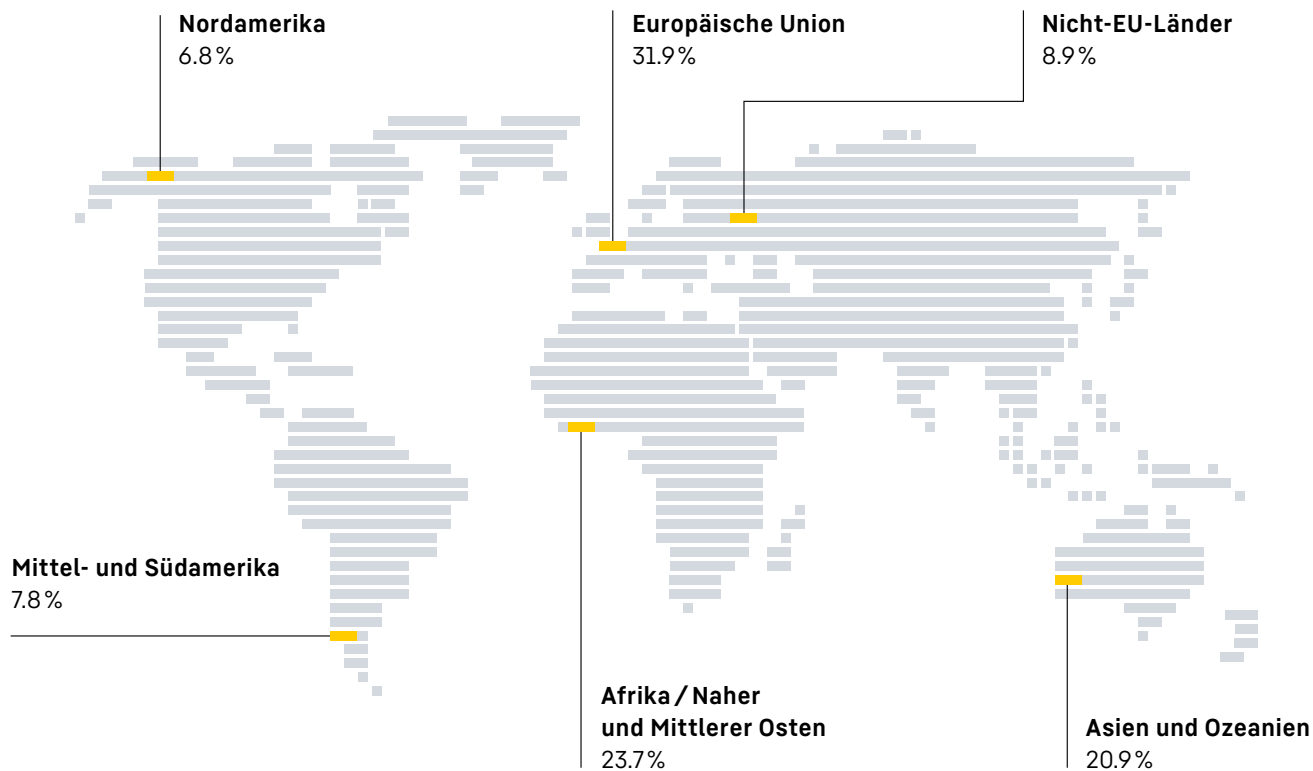 Nordamerika
6.8 %
Europäische Union
31.9 %
Nicht-EU-Länder
8.9 %
Mittel- und Südamerika
7.8 %
Afrika / Naher
und Mittlerer Osten
23.7 %
Asien und Ozeanien
20.9 %